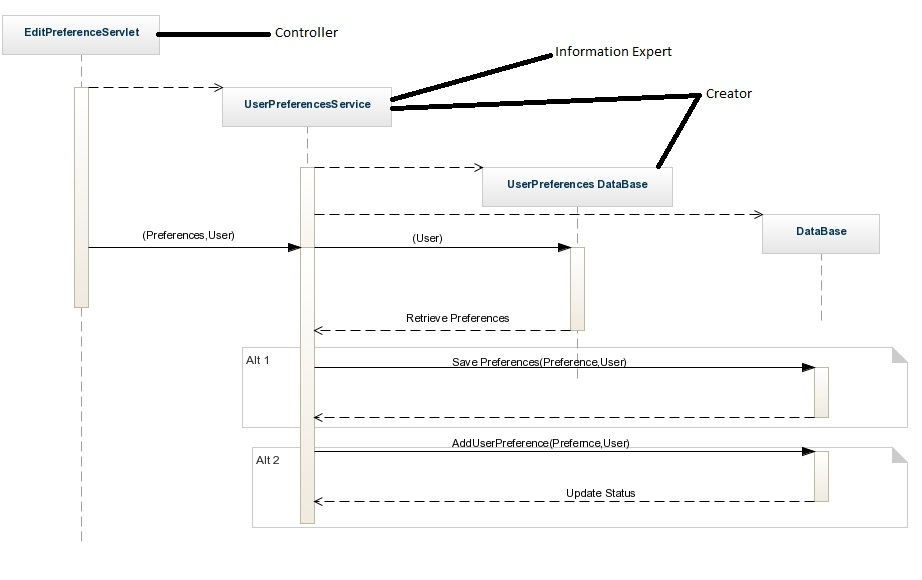 EditPreferenceServlet
Controller
Information Expert
UserPreferencesService
Creator
UserPreferences DataBase
DataBase
(Preferences,User)
(User)
Retrieve Preferences
Alt 1
Save Preferences(Preference,User)
AddUserPreference(Prefernce,User)
Alt 2
Update Status